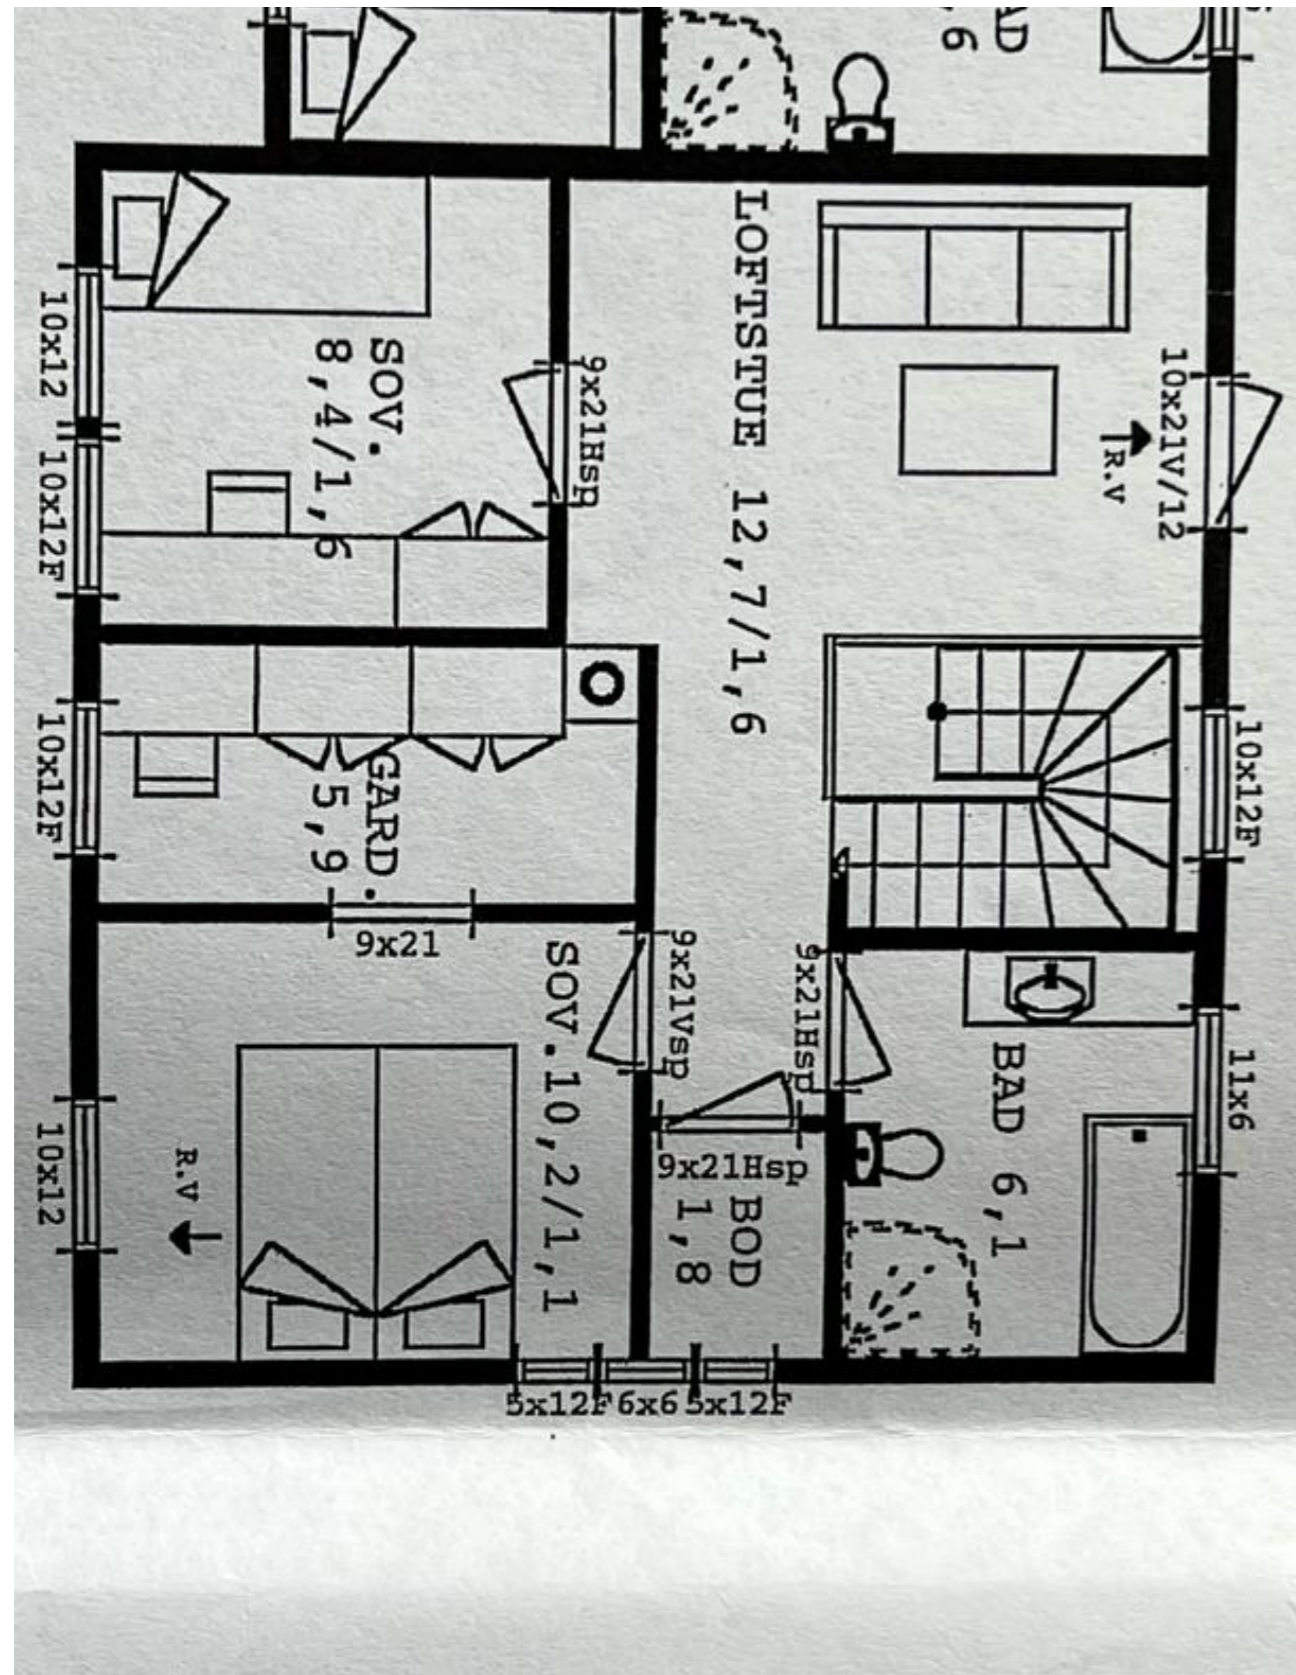 AD
,6
LOFTSTUE 12,7/1,6
10x21V/12
R.V
SOV.
8,4/1,6
9x21Hsp
10x12
10x12F
10x12F
GARD.
5,9
10x12F
9x21
SOV.10,2/1,1
9x21Vsp
9x21Hsp
BAD 6,1
11x6
9x21Hsp
BOD
1,8
10x12
R.V
5x12F
6x6
5x12F